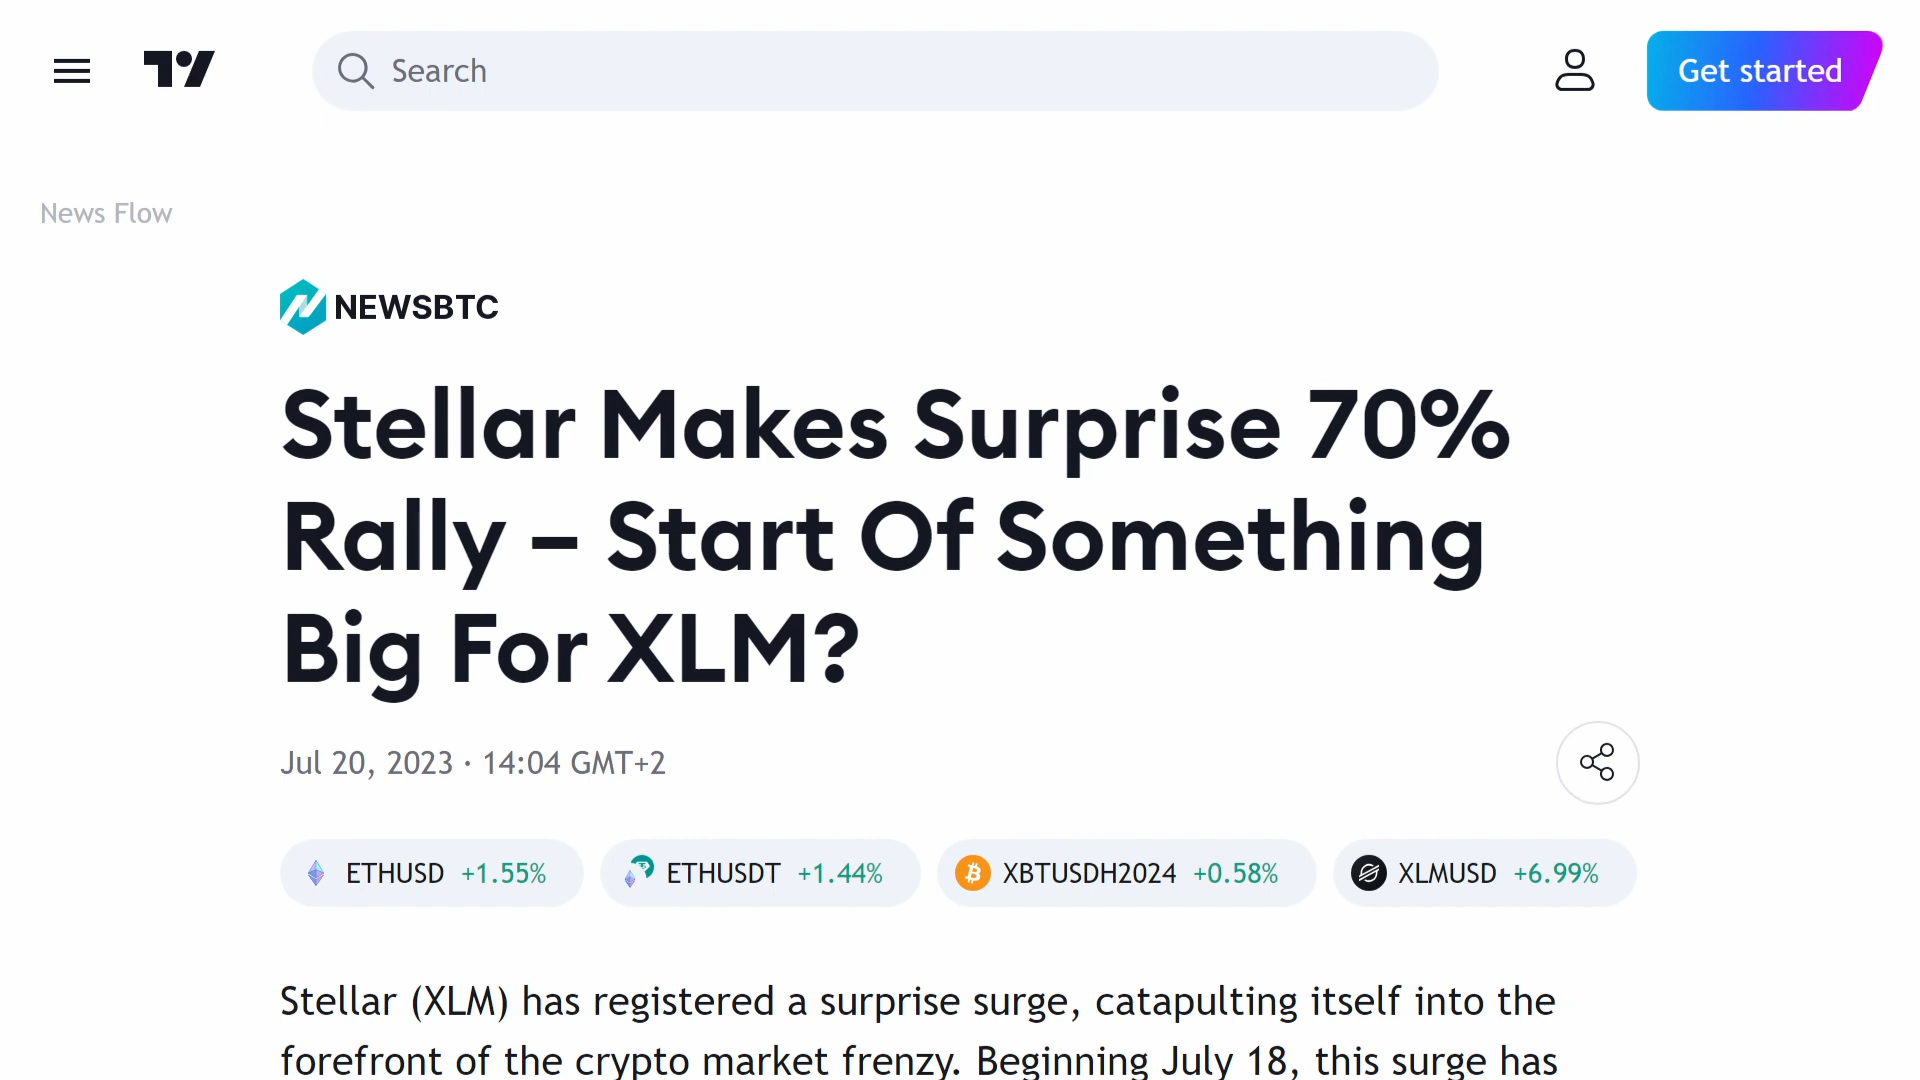 Search
Get started
News Flow
NEWSBTC
Stellar Makes Surprise 70%
Rally – Start Of Something
Big For XLM?
Jul 20, 2023 · 14:04 GMT+2
ETHUSD +1.55% ETHUSDT +1.44% XBTUSDH2024 +0.58% XLMUSD +6.99%
Stellar (XLM) has registered a surprise surge, catapulting itself into the
forefront of the crypto market frenzy. Beginning July 18, this surge has